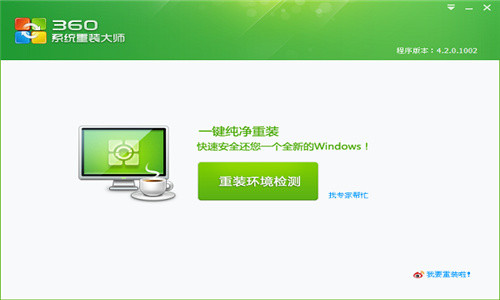 360
系统重装大师
程序版本：4.2.0.1002
一键纯净重装
快速安全还您一个全新的Windows！
重装环境检测
找专家帮忙
我要重装啦！